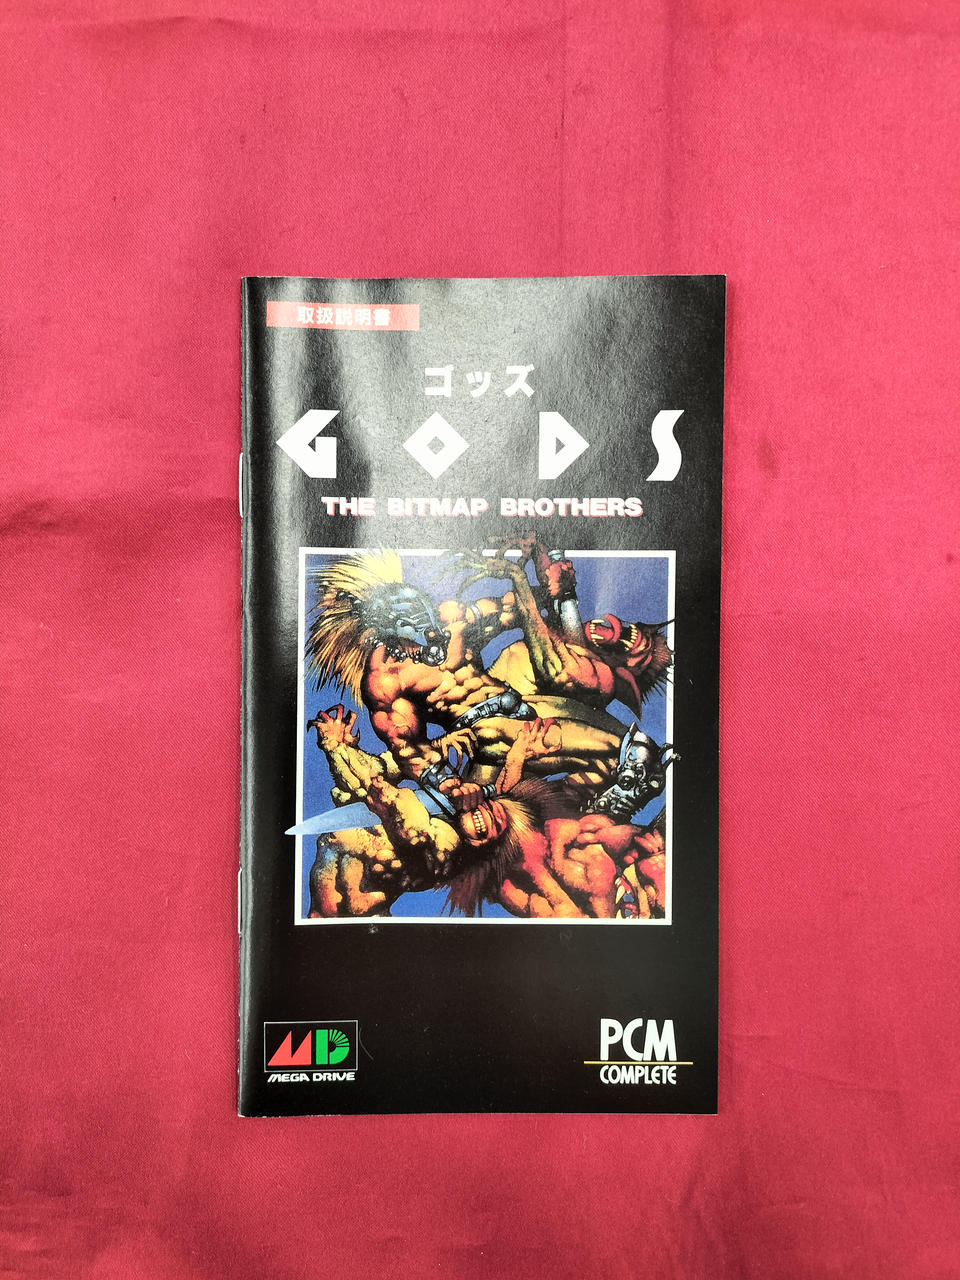 取扱説明書
ゴッズ
GODS
THE BITMAP BROTHERS
MD
MEGA DRIVE
PCM
COMPLETE